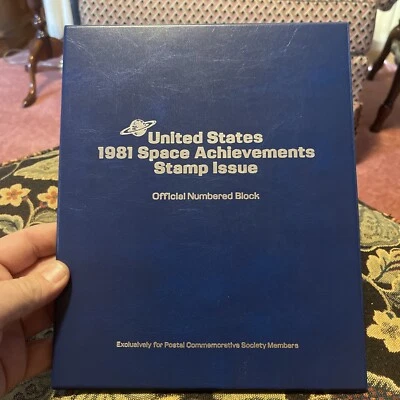 United States
1981 Space Achievements
Stamp Issue
Official Numbered Block
Exclusively for Postal Commemorative Society Members